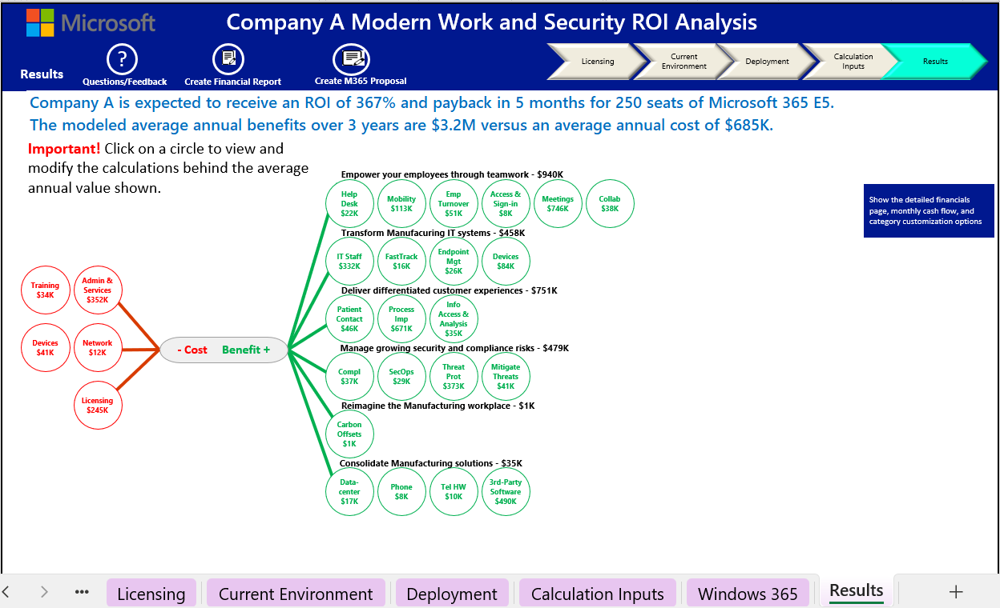 Microsoft
Company A Modern Work and Security ROI Analysis
Results
?
Questions/Feedback
Create Financial Report
Create M365 Proposal
Licensing
Current
Environment
Deployment
Calculation
Inputs
Results
Company A is expected to receive an ROI of 367% and payback in 5 months for 250 seats of Microsoft 365 E5.
The modeled average annual benefits over 3 years are $3.2M versus an average annual cost of $685K.
Important! Click on a circle to view and
modify the calculations behind the average
annual value shown.
Show the detailed financials
page, monthly cash flow, and
category customization options
Training
$34K
Admin &
Services
$352K
Devices
$41K
Network
$12K
Licensing
$245K
- Cost Benefit +
Empower your employees through teamwork - $940K
Help
Desk
$22K
Mobility
$113K
Emp
Turnover
$51K
Access &
Sign-in
$8K
Meetings
$746K
Collab
$38K
Transform Manufacuring IT systems - $458K
IT Staff
$332K
FastTrack
$16K
Endpoint
Mgt
$26K
Devices
$84K
Deliver differentiated customer experiences - $751K
Patient
Contact
$46K
Process
Imp
$671K
Info
Access &
Analysis
$35K
Manage growing security and compliance risks - $479K
Compl
$37K
SecOps
$29K
Threat
Prot
$373K
Mitigate
Threats
$41K
Reimagine the Manufacturing workplace - $1K
Carbon
Offsets
$1K
Consolidate Manufacturing solutions - $35K
Data-
center
$17K
Phone
$8K
Tel HW
$10K
3rd-Party
Software
$490K
Licensing
Current Environment
Deployment
Calculation Inputs
Windows 365
Results